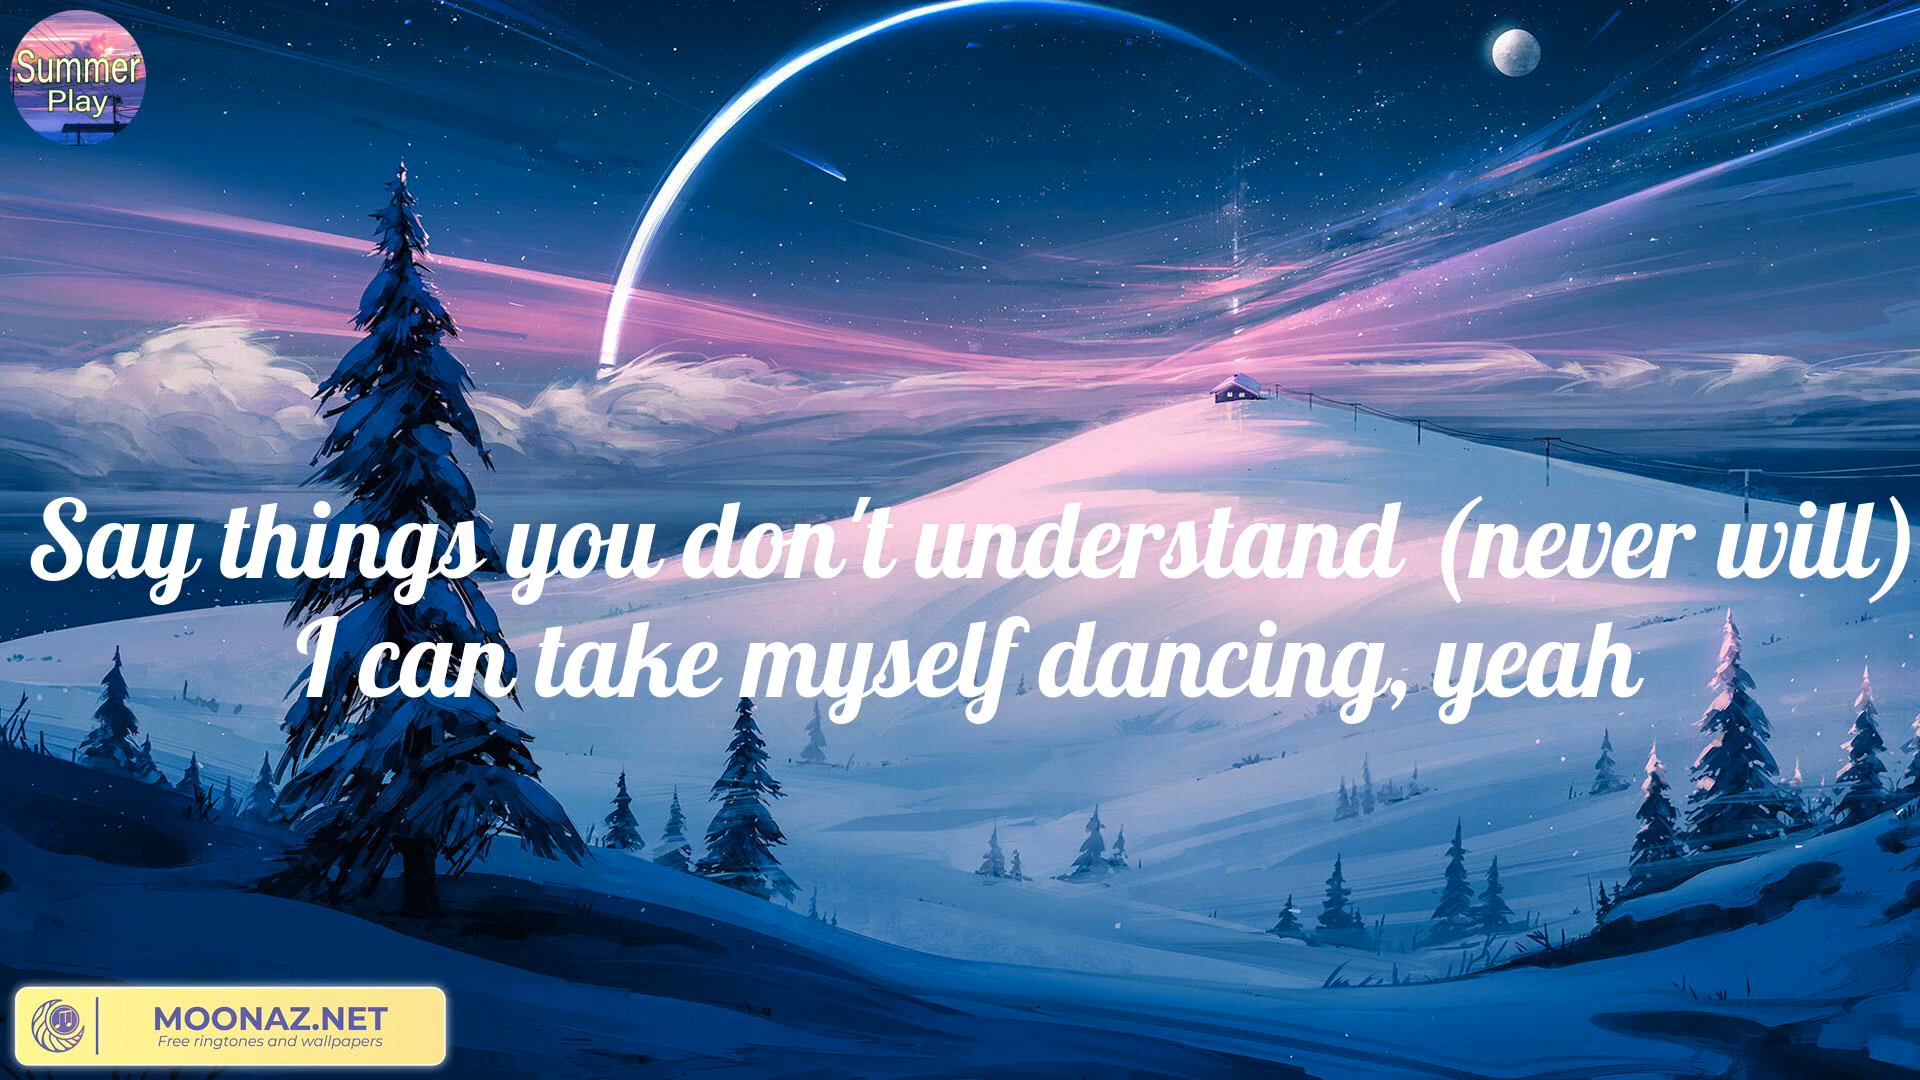 Summer
Play
Say things you don't understand (never will)
I can take myself dancing, yeah
MOONAZ.NET
Free ringtones and wallpapers